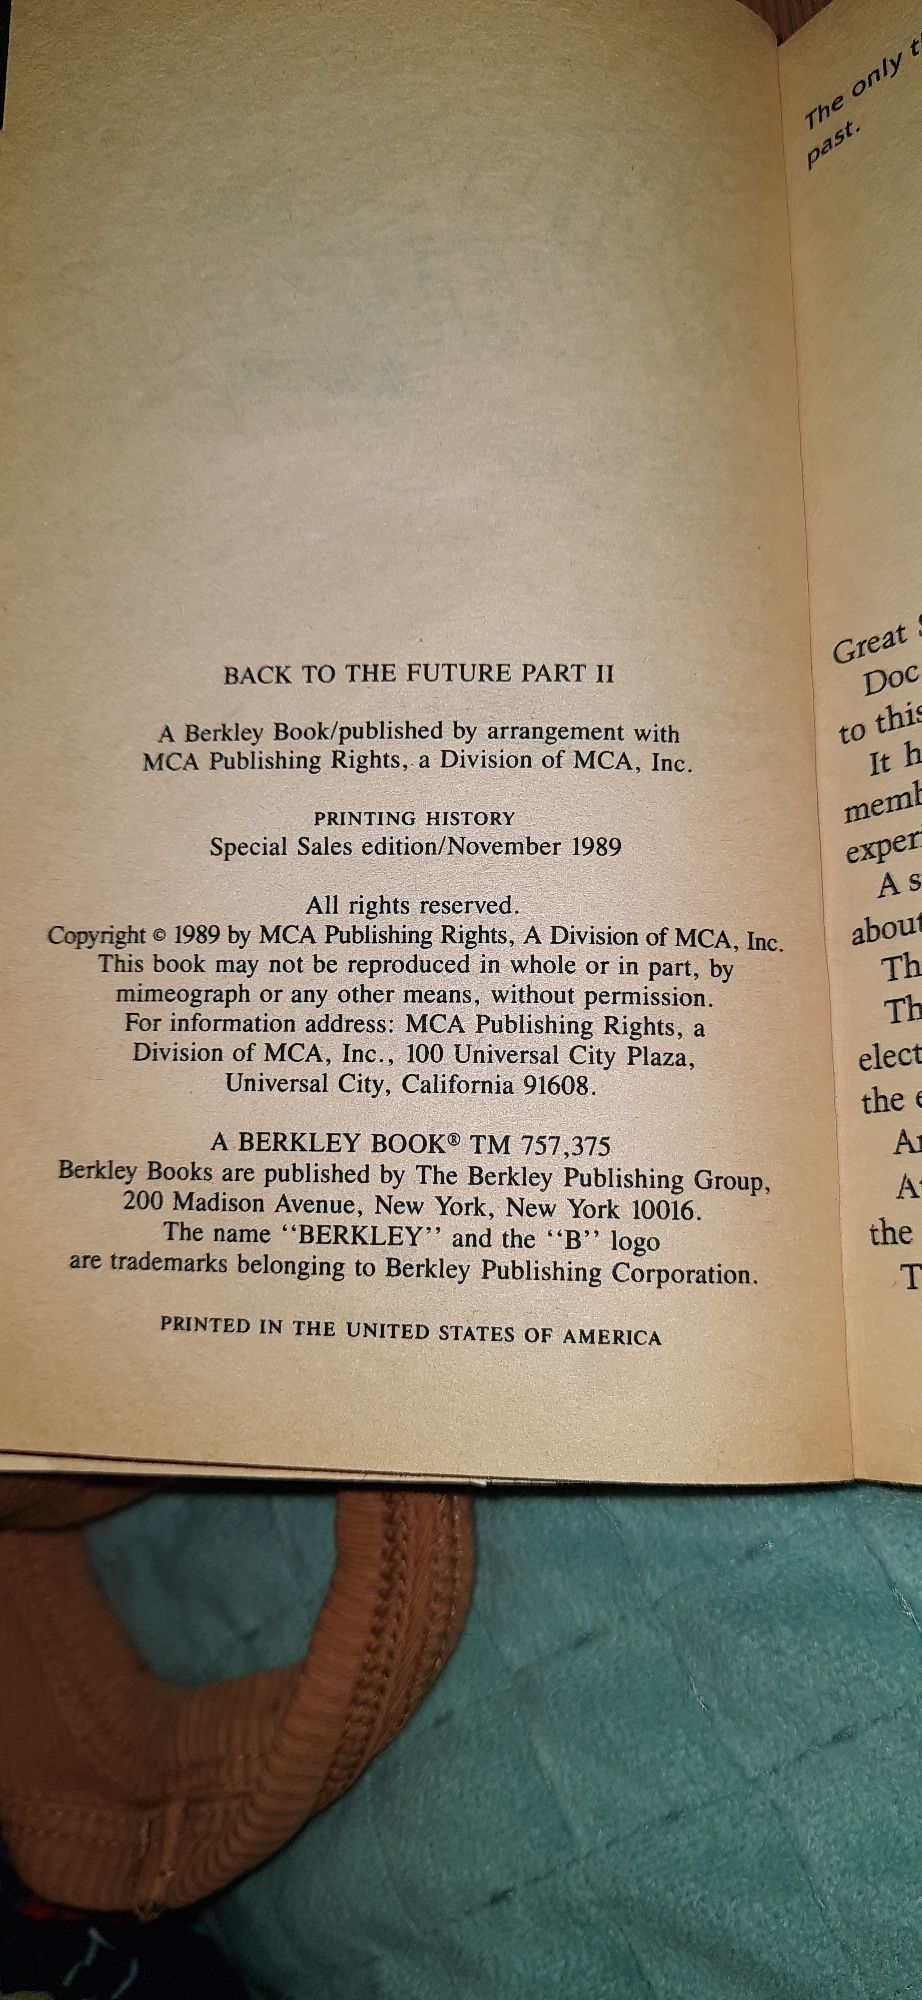 BACK TO THE FUTURE PART II
A Berkley Book/published by arrangement with
MCA Publishing Rights, a Division of MCA, Inc.
PRINTING HISTORY
Special Sales edition/November 1989
All rights reserved.
Copyright © 1989 by MCA Publishing Rights, A Division of MCA, Inc.
This book may not be reproduced in whole or in part, by
mimeograph or any other means, without permission.
For information address: MCA Publishing Rights, a
Division of MCA, Inc., 100 Universal City Plaza,
Universal City, California 91608.
A BERKLEY BOOK® TM 757,375
Berkley Books are published by The Berkley Publishing Group,
200 Madison Avenue, New York, New York 10016.
The name ‘‘BERKLEY’’ and the ‘‘B’’ logo
are trademarks belonging to Berkley Publishing Corporation.
PRINTED IN THE UNITED STATES OF AMERICA
The only
past.
Great
Doc
to this
It
A
about
the
the